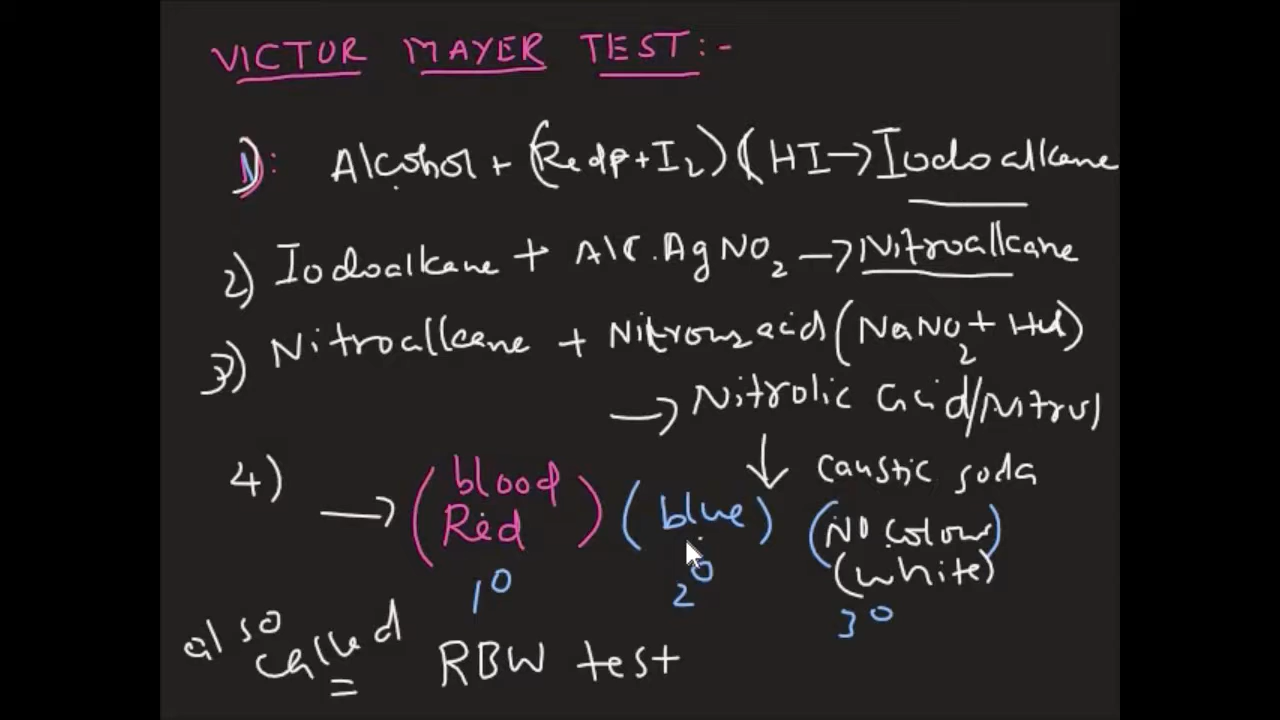 VICTOR MAYER TEST:-
1): Alcohol + (Redp + I2) (HI → Iodoalkane
2) Iodoalkane + Alc. AgNO2 → Nitroalkane
3) Nitroalkane + Nitrous acid (NaNO2 + HCl)
→ Nitrolic acid/Nitrol
↓ caustic soda
4) → (blood Red) (blue) (NO colour) (white)
1° 2° 3°
also called RBW test